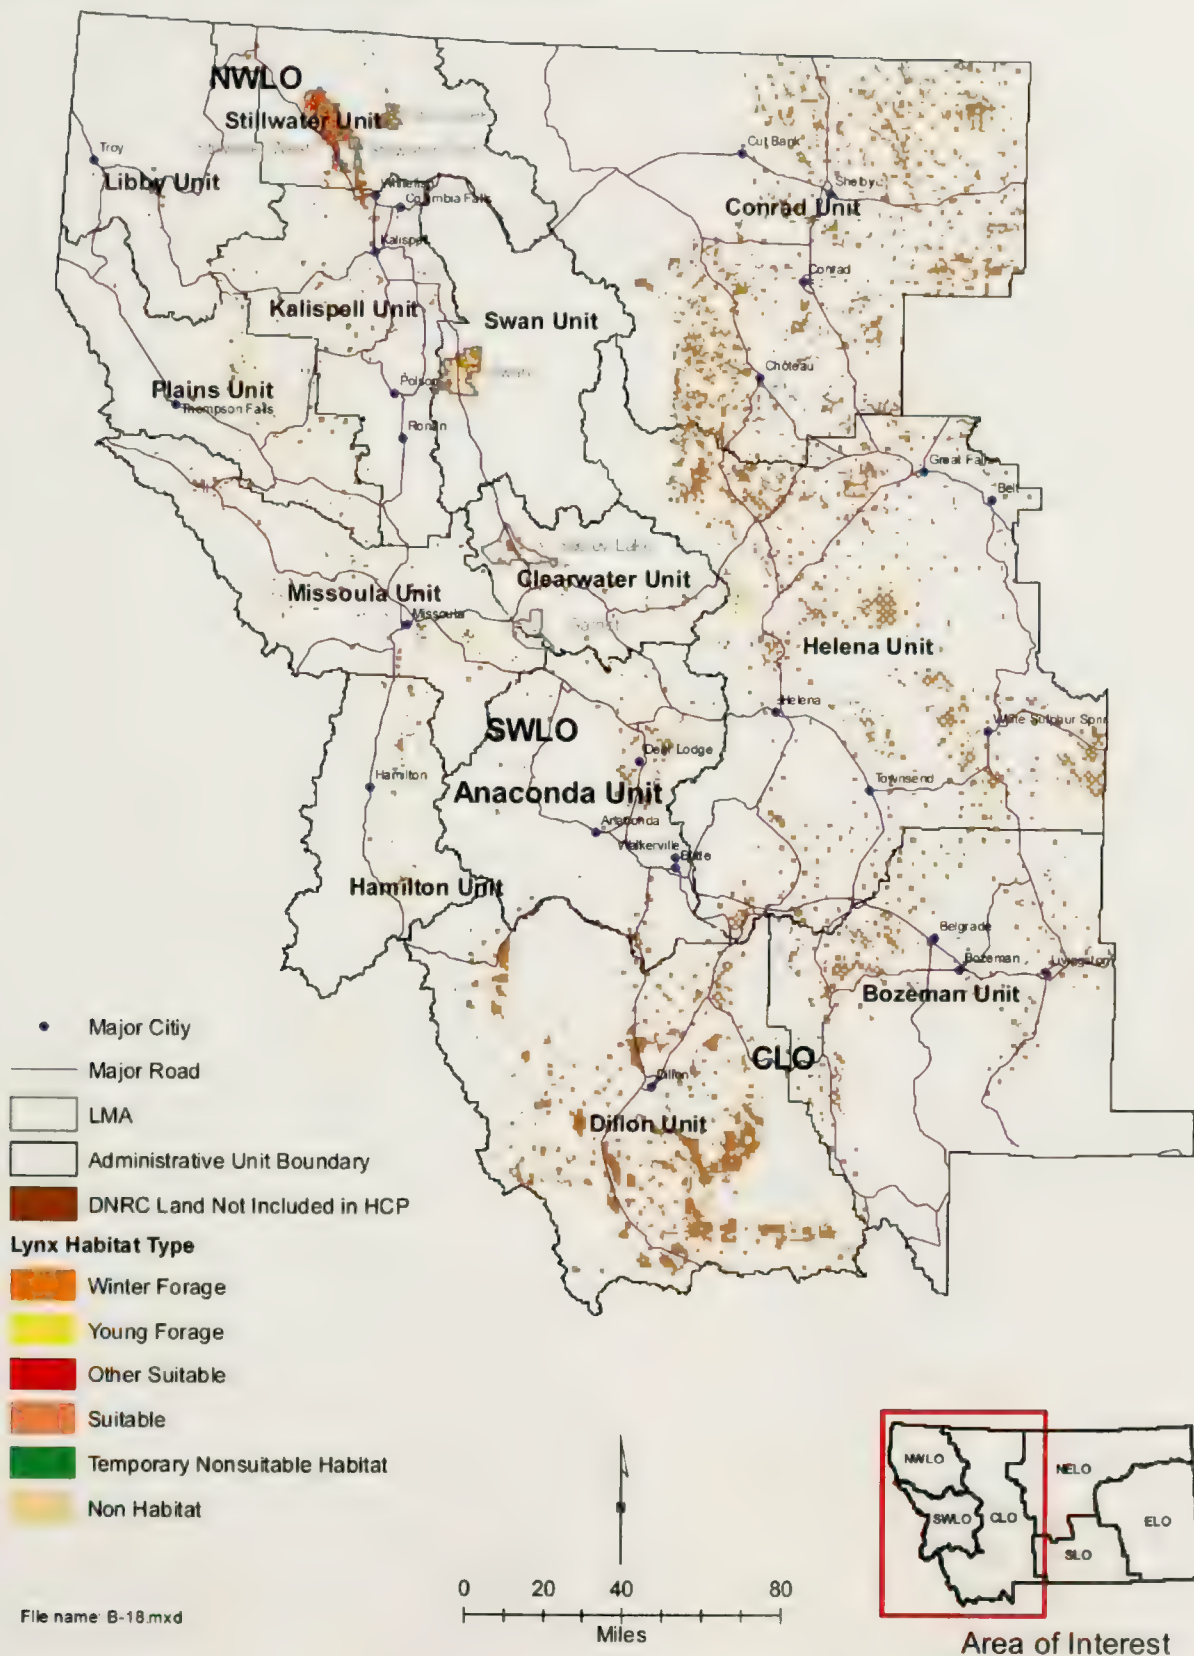 NWLO
Stillwater Unit
Troy
Libby Unit
Columbia Falls
Kalispell
Kalispell Unit
Swan Unit
Cut Bank
Shelby
Conrad Unit
Conrad
Choteau
Plains Unit
Thompson Falls
Polson
Ronan
Great Falls
Belt
Clearwater Unit
Missoula Unit
Missoula
Helena Unit
Helena
White Sulphur Spri
SWLO
Deer Lodge
Hamilton
Townsend
Anaconda Unit
Anaconda
Walkerville
Butte
Hamilton Unit
Belgrade
Bozeman
Livingston
Bozeman Unit
CLO
Dillon
Dillon Unit
Major Citiy
Major Road
LMA
Administrative Unit Boundary
DNRC Land Not Included in HCP
Lynx Habitat Type
Winter Forage
Young Forage
Other Suitable
Suitable
Temporary Nonsuitable Habitat
Non Habitat
File name: B-18.mxd
0 20 40 80
Miles
NWLO
NELO
SWLO
CLO
ELO
SLO
Area of Interest